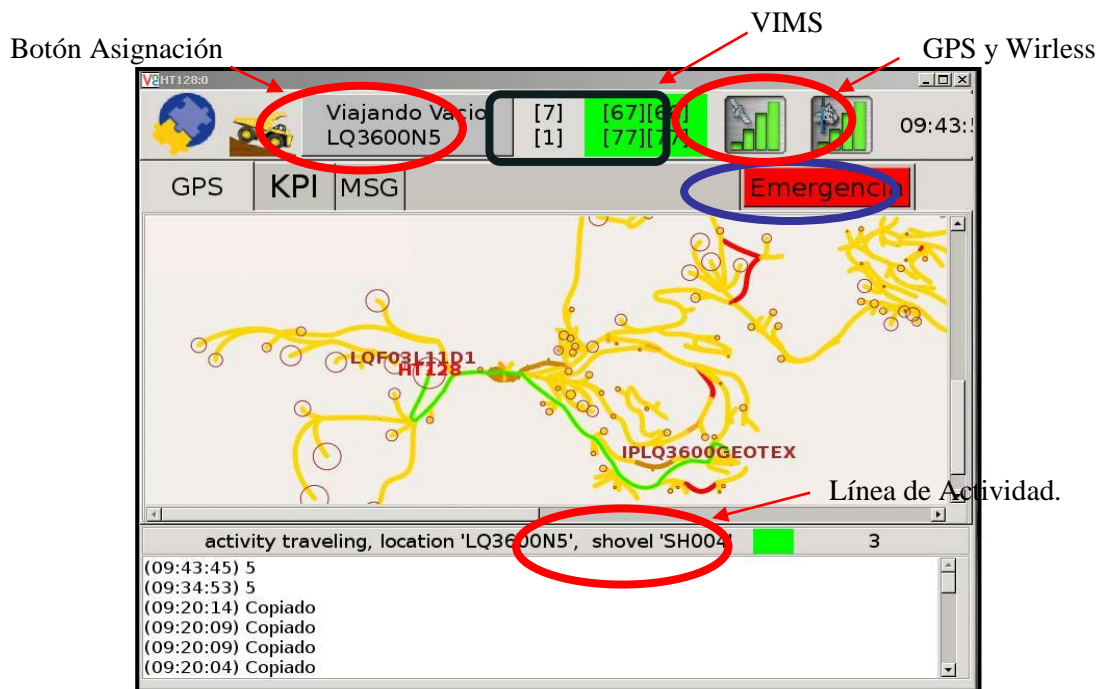 VIMS
Botón Asignación
GPS y Wirless
HT128:0
Viajando Vacio [7] [67][66]
LQ3600N5 [1] [77][77]
09:43:
GPS KPI MSG Emergencia
LQF03L11D1
HT128
IPLQ3600GEOTEX
Línea de Actividad.
activity traveling, location 'LQ3600N5', shovel 'SH004' 3
(09:43:45) 5
(09:34:53) 5
(09:20:14) Copiado
(09:20:09) Copiado
(09:20:09) Copiado
(09:20:04) Copiado